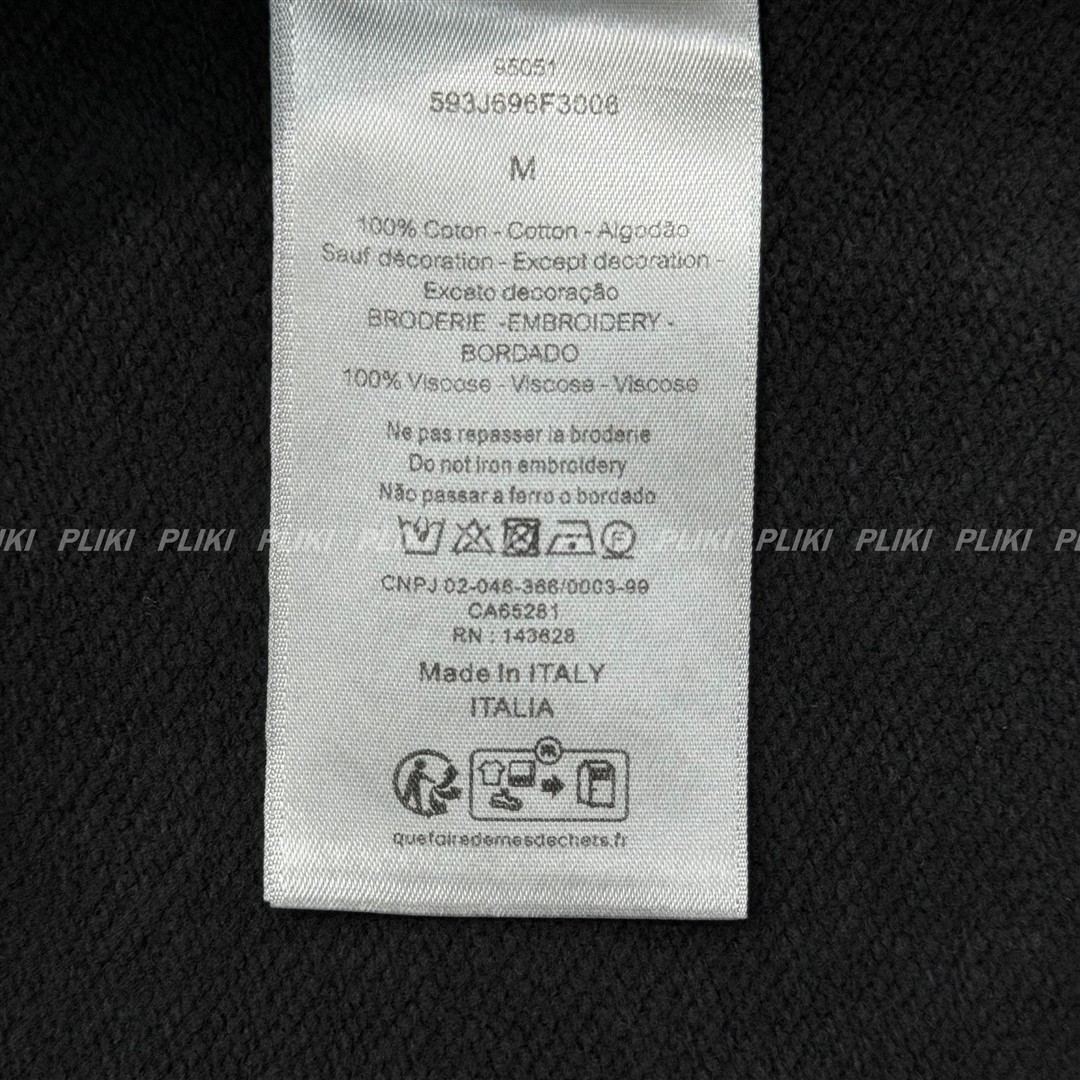 95051
593J696F3006
M
100% Coton - Cotton - Algodão
Sauf décoration - Except decoration -
Exceto decoração
BRODERIE -EMBROIDERY -
BORDADO
100% Viscose - Viscose - Viscose
Ne pas repasser la broderie
Do not iron embroidery
Não passar a ferro o bordado
PLIKI PLIKI PLIKI PLIKI PLIKI PLIKI
CNPJ 02-046-366/0003-99
CA65281
RN : 143628
Made In ITALY
ITALIA
FR
quefairedemesdechets.fr